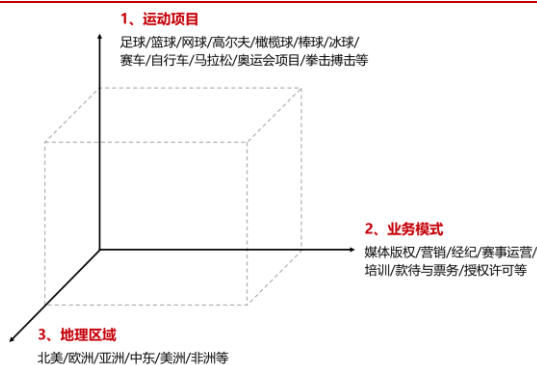 1、运动项目
足球/篮球/网球/高尔夫/橄榄球/棒球/冰球/
赛车/自行车/马拉松/奥运会项目/拳击搏击等
2、业务模式
媒体版权/营销/经纪/赛事运营/
培训/款待与票务/授权许可等
3、地理区域
北美/欧洲/亚洲/中东/美洲/非洲等